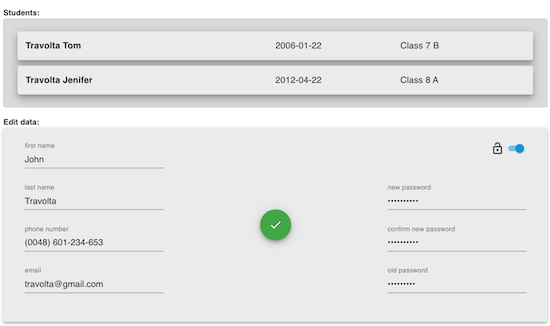 Students:
Travolta Tom 2006-01-22 Class 7 B
Travolta Jenifer 2012-04-22 Class 8 A
Edit data:
first name
John
last name
Travolta
phone number
(0048) 601-234-653
email
travolta@gmail.com
new password
••••••••••
confirm new password
••••••••••
old password
•••••••••